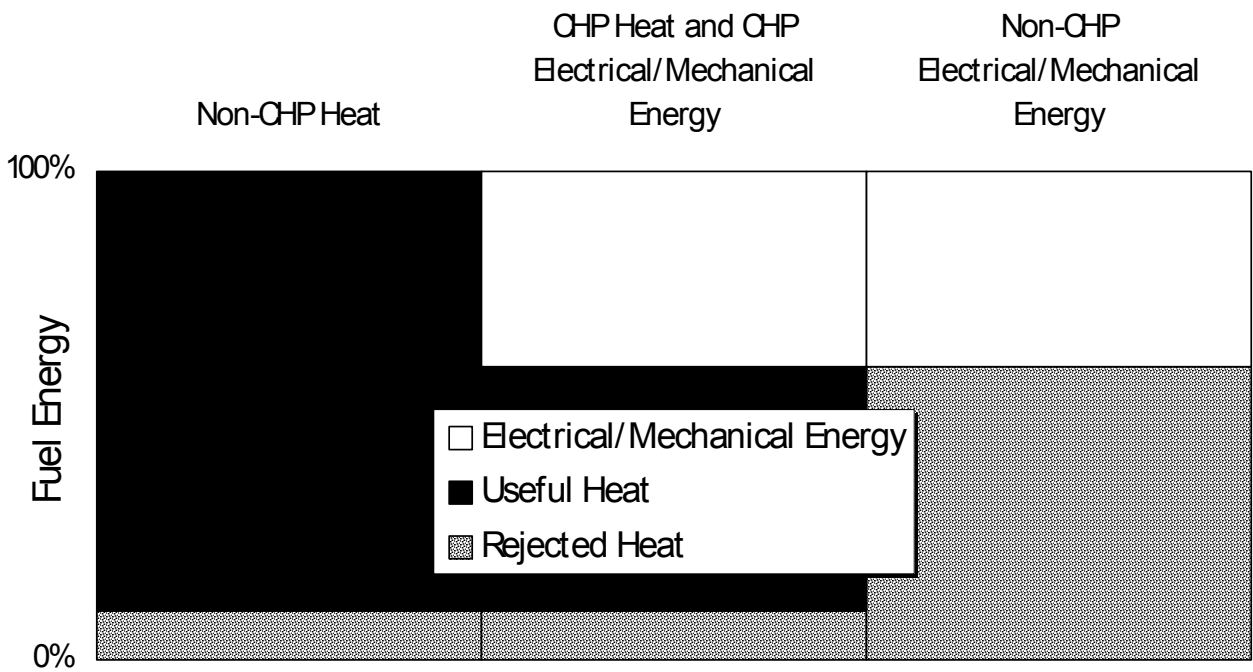 Non-CHP Heat
CHP Heat and CHP
Electrical/Mechanical
Energy
Non-CHP
Electrical/Mechanical
Energy
100%
Fuel Energy
Electrical/Mechanical Energy
Useful Heat
Rejected Heat
0%